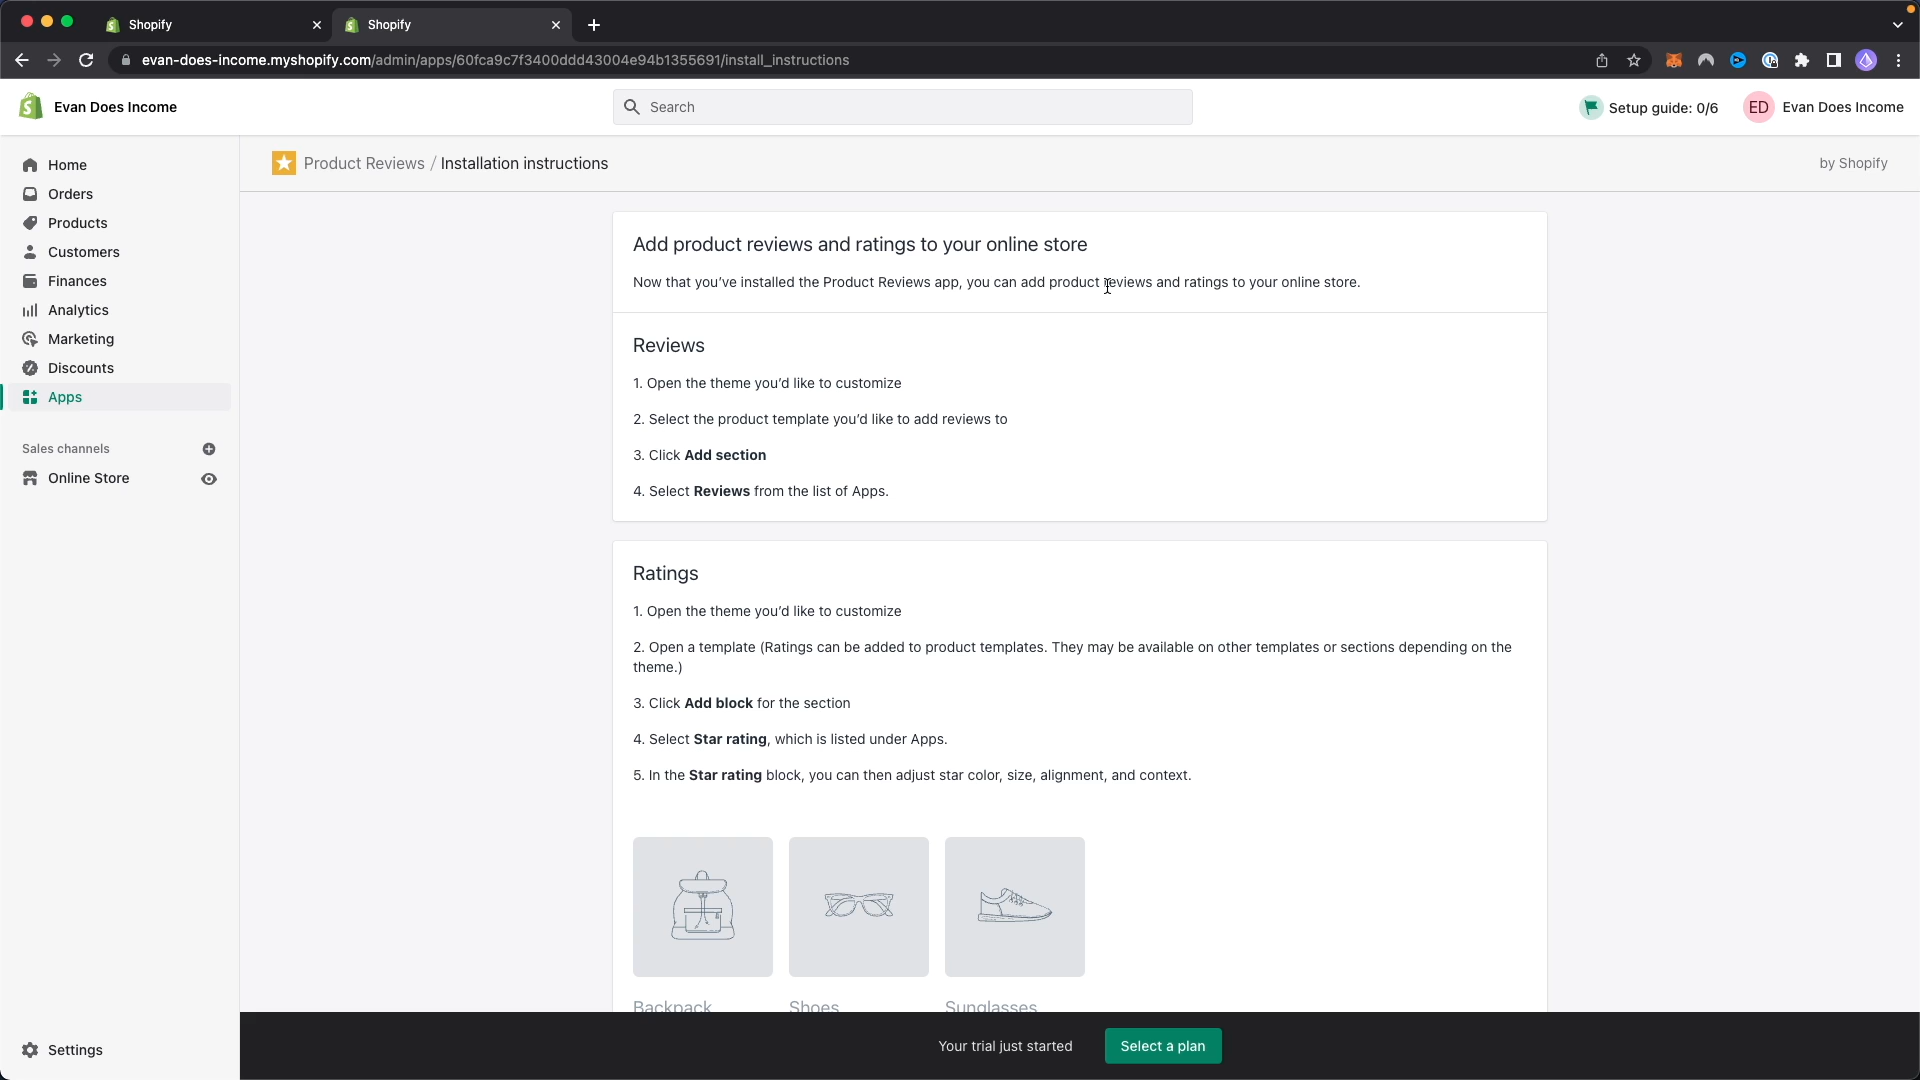 Shopify
Shopify
evan-does-income.myshopify.com/admin/apps/60fca9c7f3400ddd43004e94b1355691/install_instructions
Evan Does Income
Search
Setup guide: 0/6
ED
Evan Does Income
Home
Orders
Products
Customers
Finances
Analytics
Marketing
Discounts
Apps
Sales channels
Online Store
Settings
Product Reviews / Installation instructions
by Shopify
Add product reviews and ratings to your online store
Now that you’ve installed the Product Reviews app, you can add product reviews and ratings to your online store.
Reviews
1. Open the theme you’d like to customize
2. Select the product template you’d like to add reviews to
3. Click Add section
4. Select Reviews from the list of Apps.
Ratings
1. Open the theme you’d like to customize
2. Open a template (Ratings can be added to product templates. They may be available on other templates or sections depending on the
theme.)
3. Click Add block for the section
4. Select Star rating, which is listed under Apps.
5. In the Star rating block, you can then adjust star color, size, alignment, and context.
Backpack
Shoes
Sunglasses
Your trial just started
Select a plan